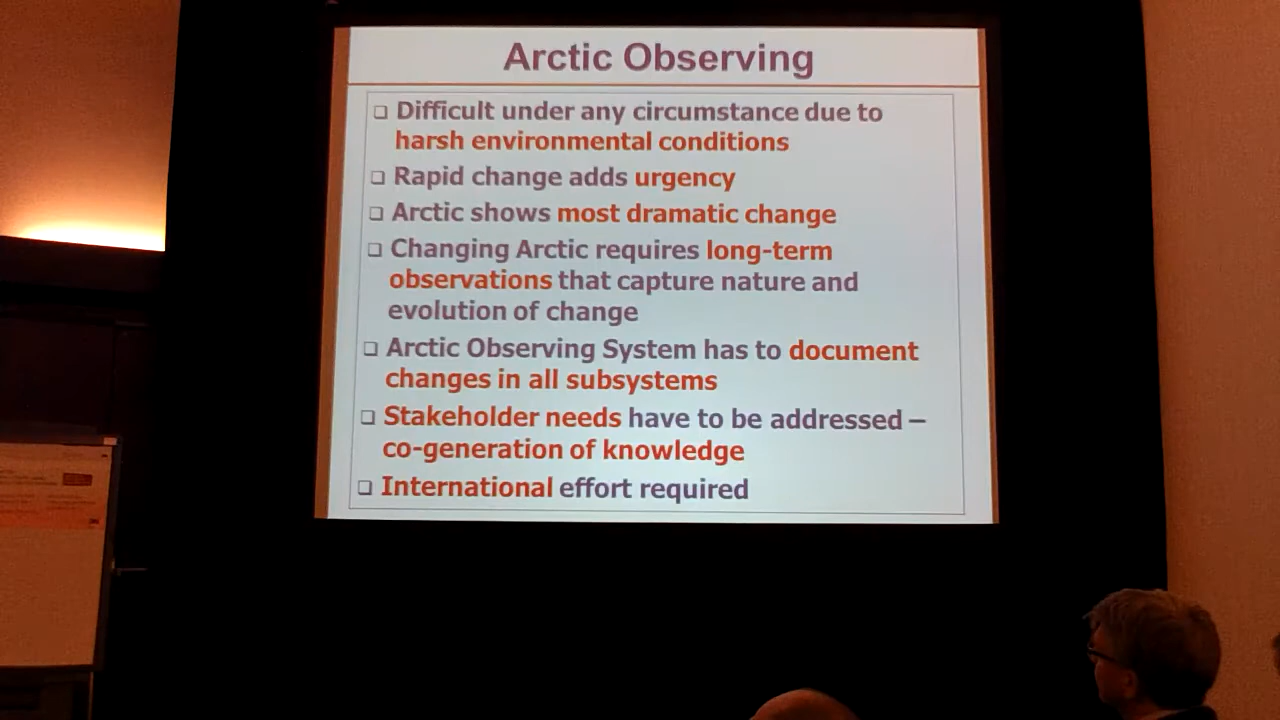 Arctic Observing
❑ Difficult under any circumstance due to
harsh environmental conditions
❑ Rapid change adds urgency
❑ Arctic shows most dramatic change
❑ Changing Arctic requires long-term
observations that capture nature and
evolution of change
❑ Arctic Observing System has to document
changes in all subsystems
❑ Stakeholder needs have to be addressed –
co-generation of knowledge
❑ International effort required